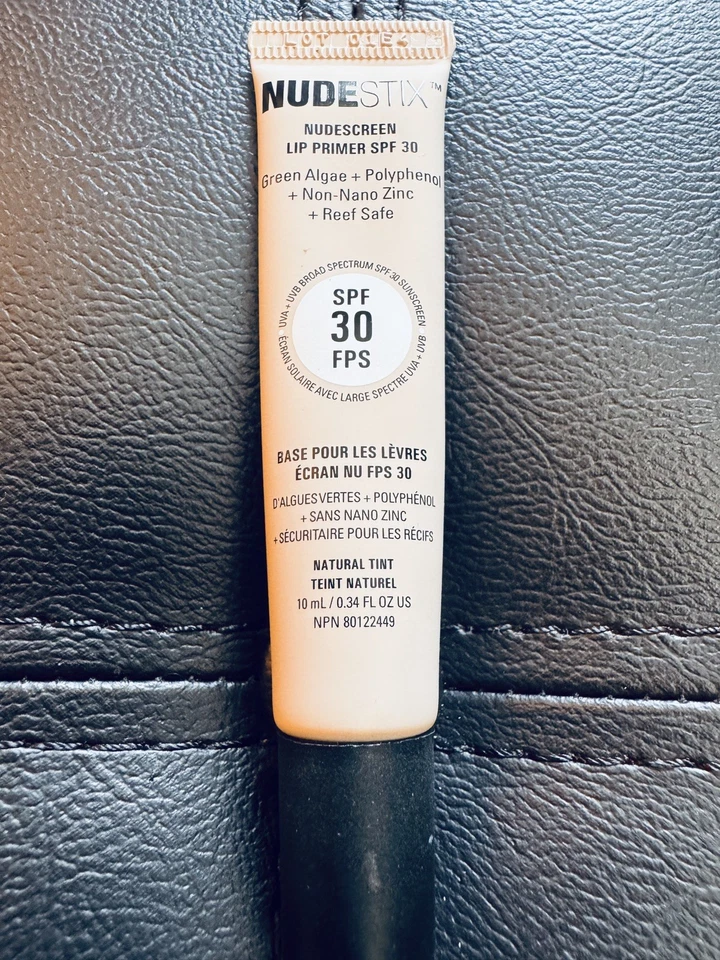 NUDESTIX™
NUDESCREEN
LIP PRIMER SPF 30
Green Algae + Polyphenol
+ Non-Nano Zinc
+ Reef Safe
UVA + UVB BROAD SPECTRUM SPF 30 SUNSCREEN
SPF
30
FPS
ÉCRAN SOLAIRE AVEC LARGE SPECTRE UVA + UVB
BASE POUR LES LÈVRES
ÉCRAN NU FPS 30
D'ALGUES VERTES + POLYPHÉNOL
+ SANS NANO ZINC
+ SÉCURITAIRE POUR LES RÉCIFS
NATURAL TINT
TEINT NATUREL
10 mL / 0.34 FL OZ US
NPN 80122449